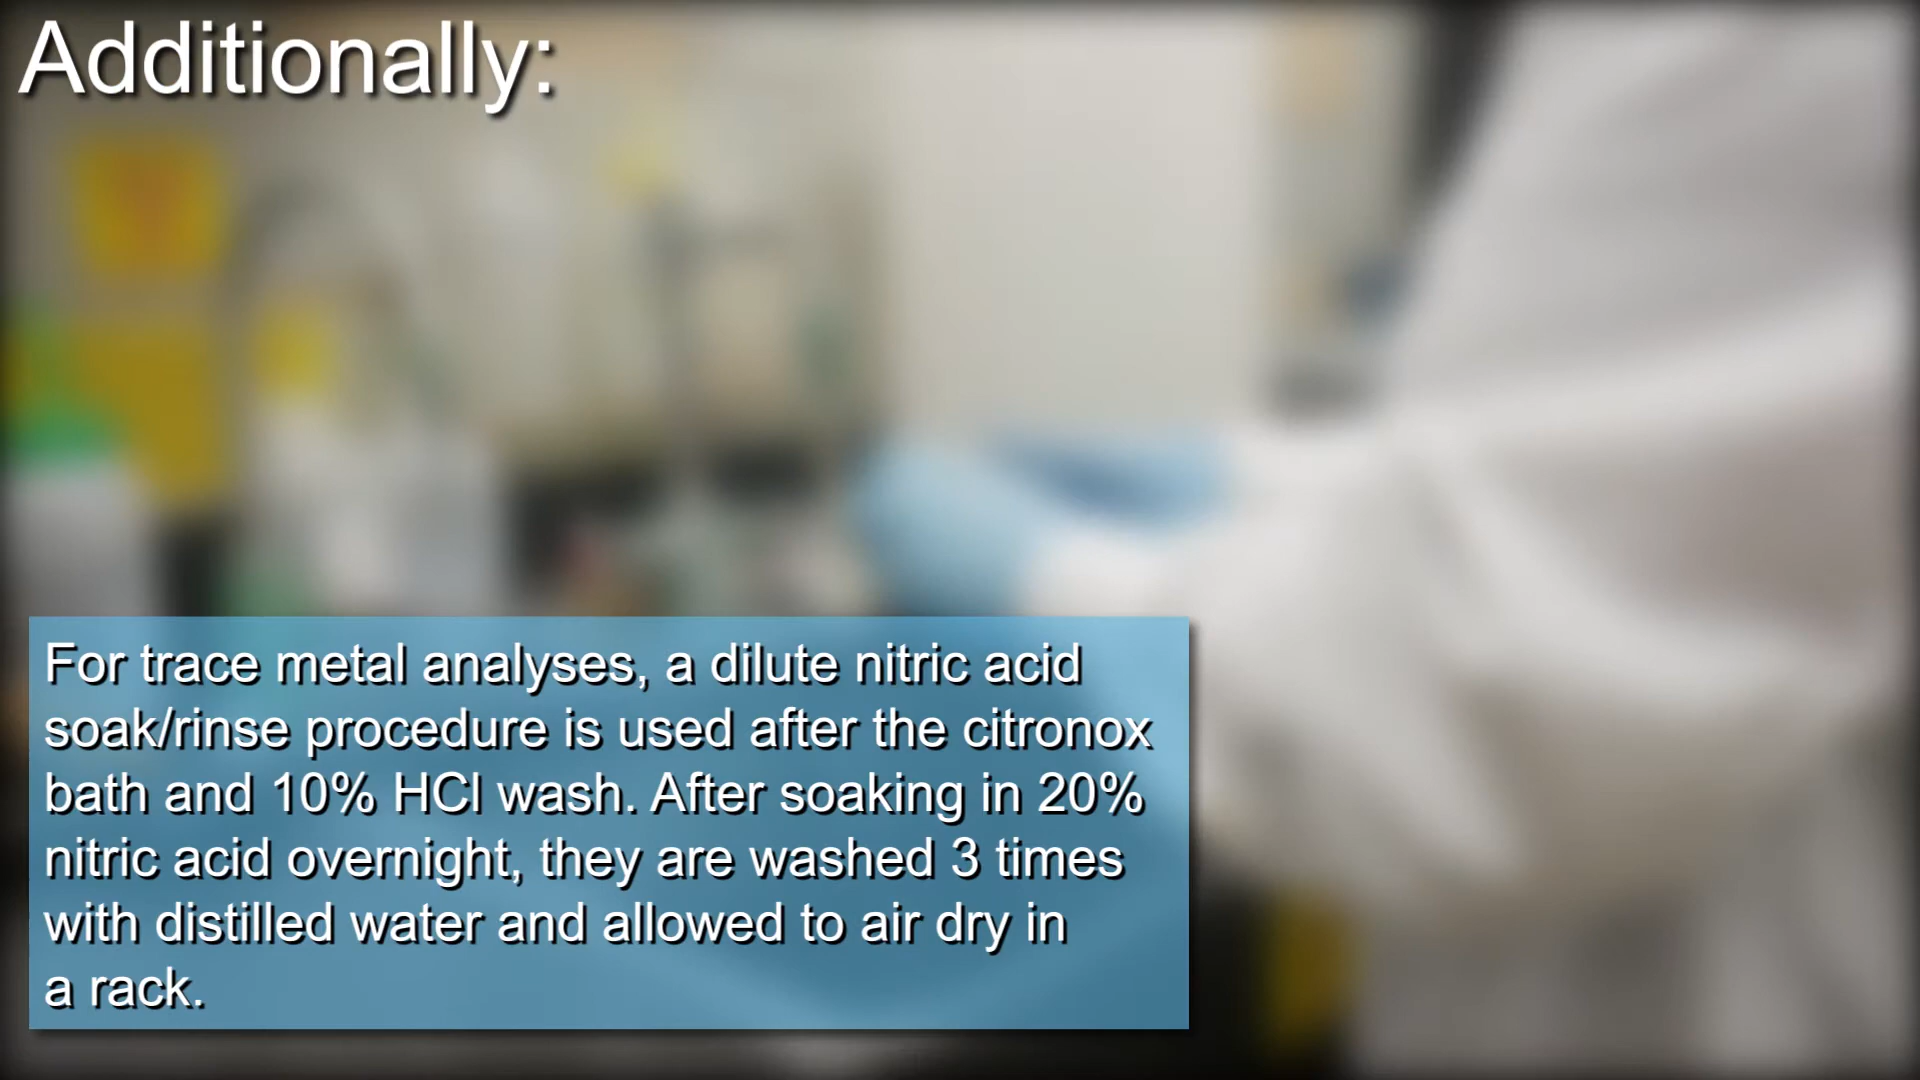 Additionally:
For trace metal analyses, a dilute nitric acid
soak/rinse procedure is used after the citronox
bath and 10% HCl wash. After soaking in 20%
nitric acid overnight, they are washed 3 times
with distilled water and allowed to air dry in
a rack.